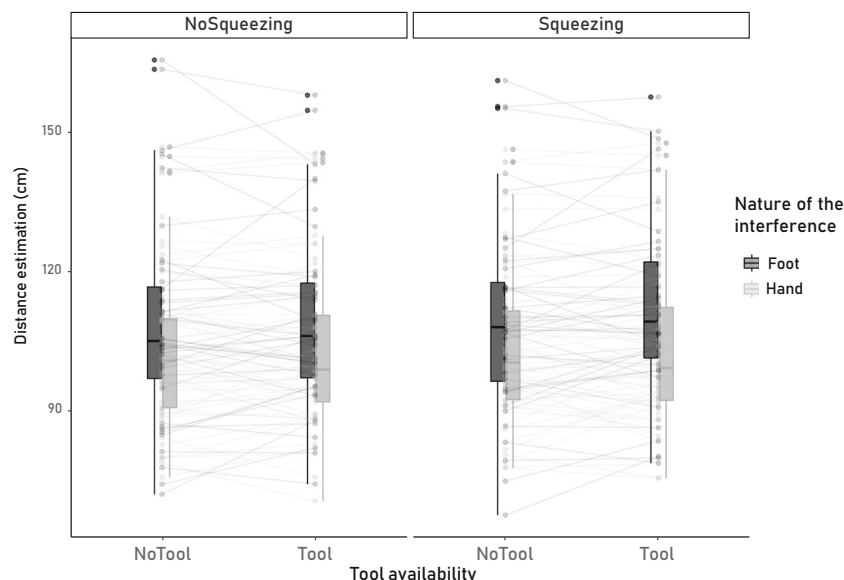 NoSqueezing
Squeezing
Distance estimation (cm)
150
120
90
NoTool
Tool
NoTool
Tool
Tool availability
Nature of the
interference
Foot
Hand